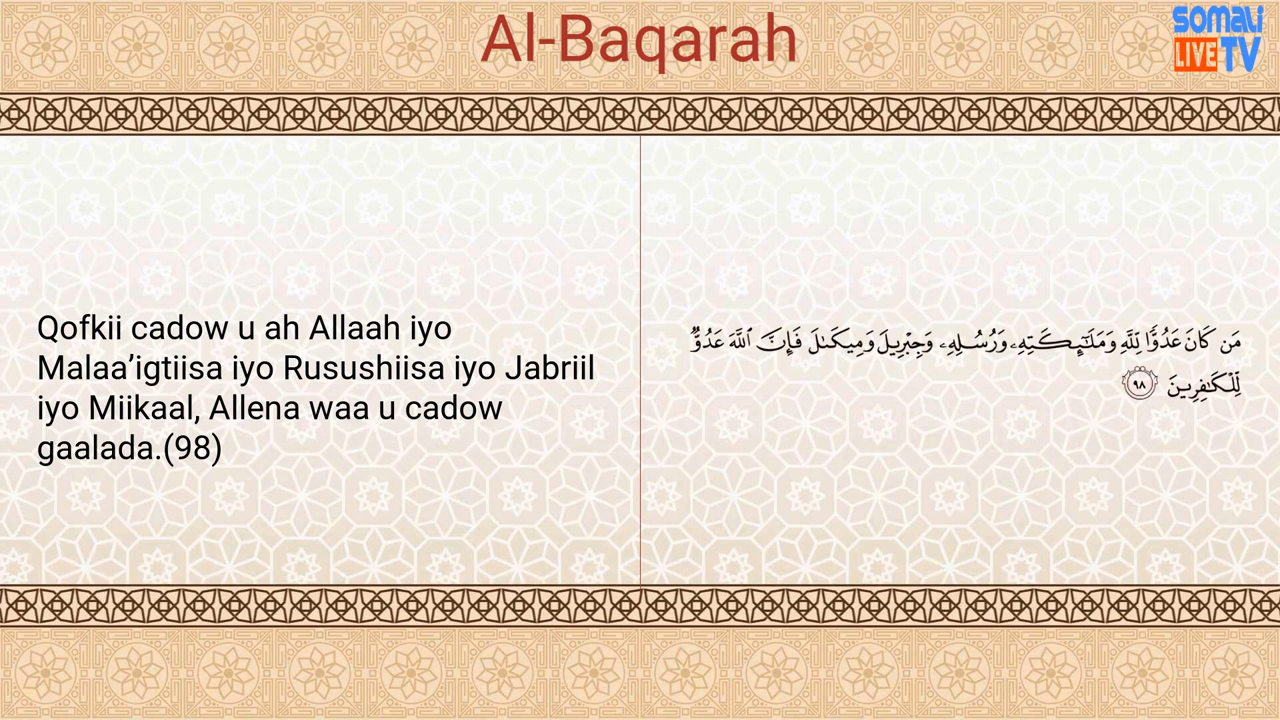 Al-Baqarah
SOMALI
LIVE TV
Qofkii cadow u ah Allaah iyo
Malaa’igtiisa iyo Rusushiisa iyo Jabriil
iyo Miikaal, Allena waa u cadow
gaalada.(98)
مَن كَانَ عَدُوًّا لِّلَّهِ وَمَلَٰٓئِكَتِهِۦ وَرُسُلِهِۦ وَجِبْرِيلَ وَمِيكَىٰلَ فَإِنَّ ٱللَّهَ عَدُوٌّ
لِّلْكَٰفِرِينَ ٩٨